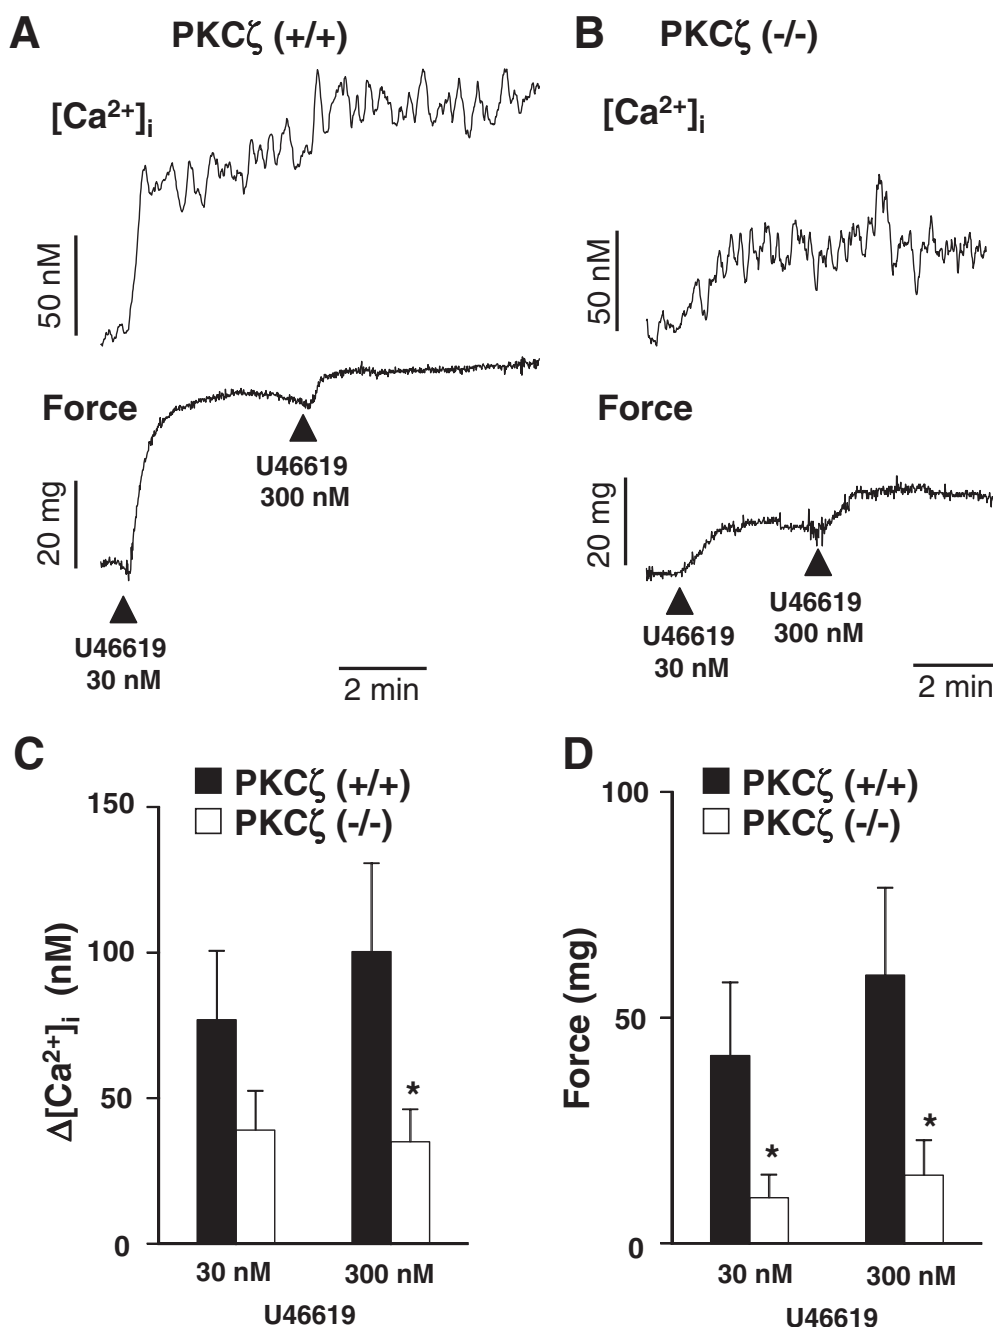 A
PKCζ (+/+)
[Ca²⁺]ᵢ
50 nM
Force
20 mg
U46619
300 nM
U46619
30 nM
2 min
B
PKCζ (-/-)
[Ca²⁺]ᵢ
50 nM
Force
20 mg
U46619
300 nM
U46619
30 nM
2 min
C
PKCζ (+/+)
PKCζ (-/-)
Δ[Ca²⁺]ᵢ (nM)
150
100
50
0
*
30 nM
300 nM
U46619
D
PKCζ (+/+)
PKCζ (-/-)
Force (mg)
100
50
0
*
*
30 nM
300 nM
U46619